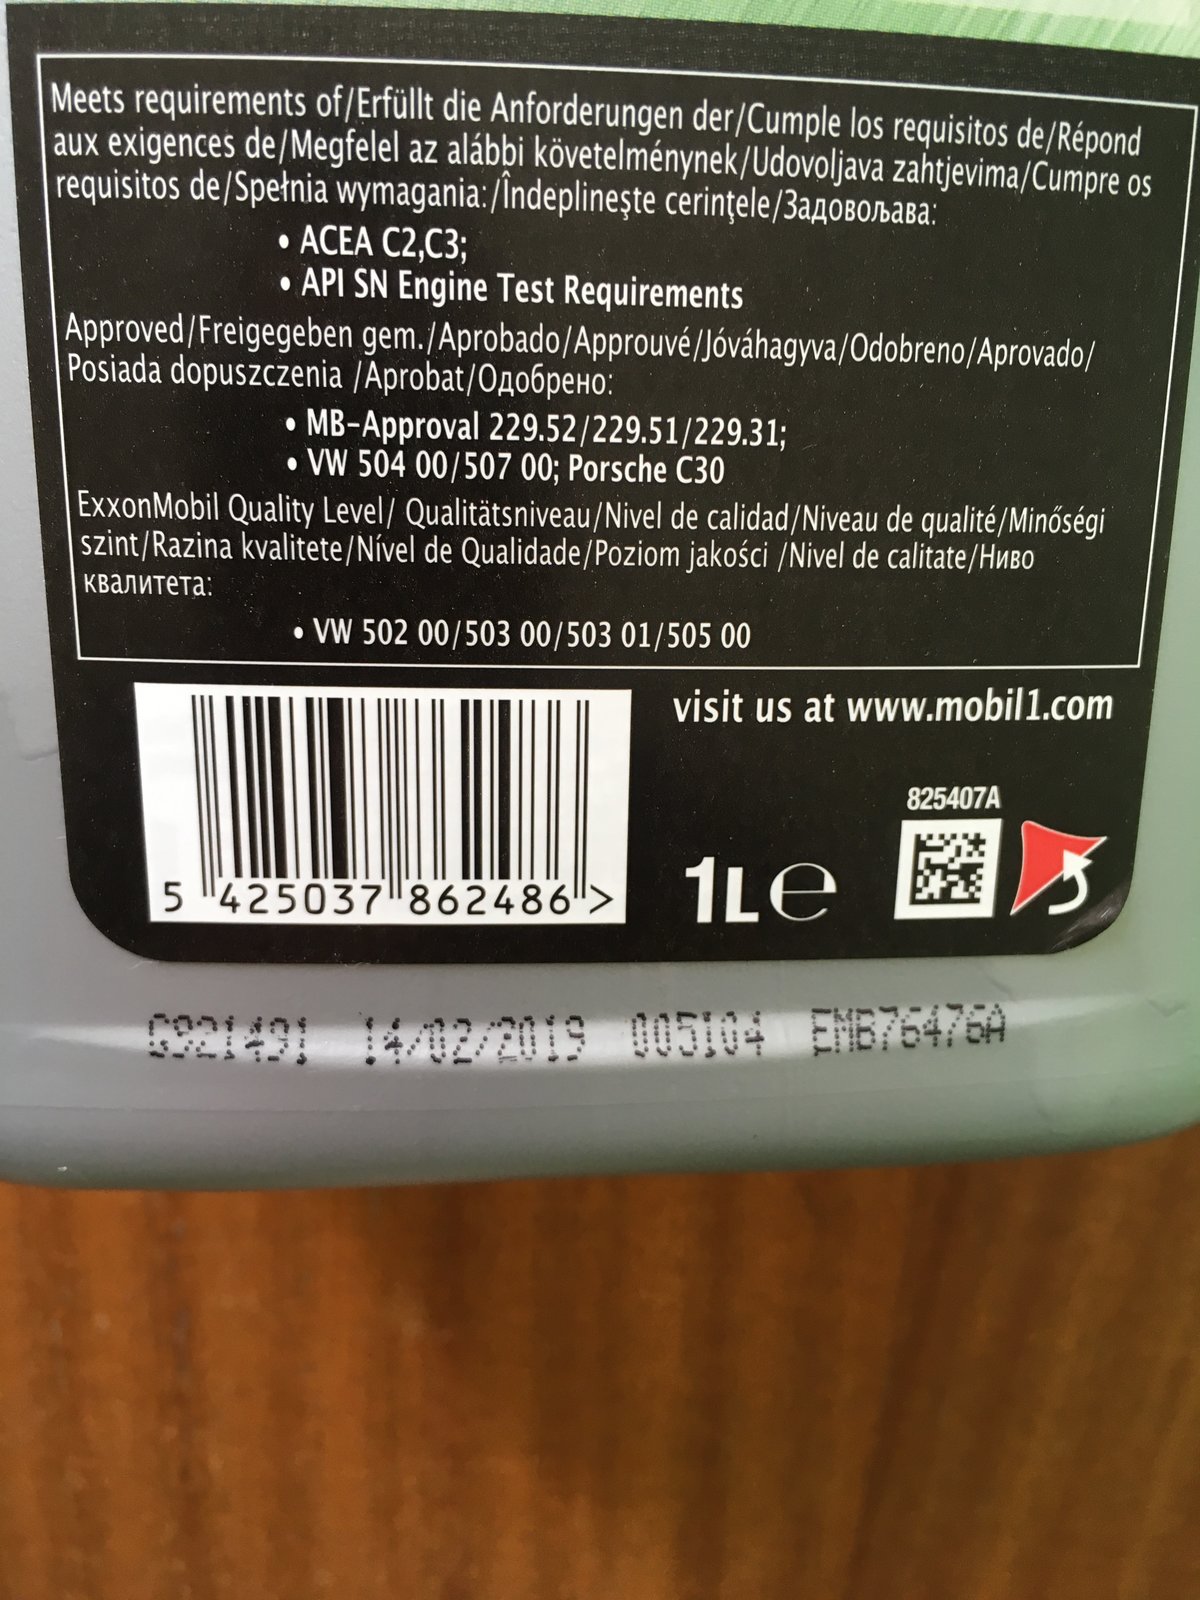 Meets requirements of/Erfüllt die Anforderungen der/Cumple los requisitos de/Répond
aux exigences de/Megfelel az alábbi követelménynek/Udovoljava zahtjevima/Cumpre os
requisitos de/Spełnia wymagania:/Îndeplineşte cerinţele/Задовољава:
• ACEA C2,C3;
• API SN Engine Test Requirements
Approved/Freigegeben gem./Aprobado/Approuvé/Jóváhagyva/Odobreno/Aprovado/
Posiada dopuszczenia /Aprobat/Одобрено:
• MB-Approval 229.52/229.51/229.31;
• VW 504 00/507 00; Porsche C30
ExxonMobil Quality Level/ Qualitätsniveau/Nivel de calidad/Niveau de qualité/Minőségi
szint/Razina kvalitete/Nível de Qualidade/Poziom jakości /Nivel de calitate/Ниво
квалитета:
• VW 502 00/503 00/503 01/505 00
visit us at www.mobil1.com
825407A
5 425037 862486 >
1L e
G921491 14/02/2019 005104 EMB76476A